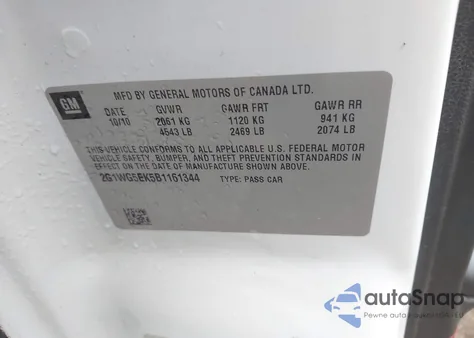 GM
MFD BY GENERAL MOTORS OF CANADA LTD.
DATE GVWR GAWR FRT GAWR RR
10/10 2061 KG 1120 KG 941 KG
4543 LB 2469 LB 2074 LB
THIS VEHICLE CONFORMS TO ALL APPLICABLE U.S. FEDERAL MOTOR
VEHICLE SAFETY, BUMPER, AND THEFT PREVENTION STANDARDS IN
EFFECT ON THE DATE OF MANUFACTURE SHOWN ABOVE.
2G1WG5EK5B1161344 TYPE: PASS CAR
autoSnap